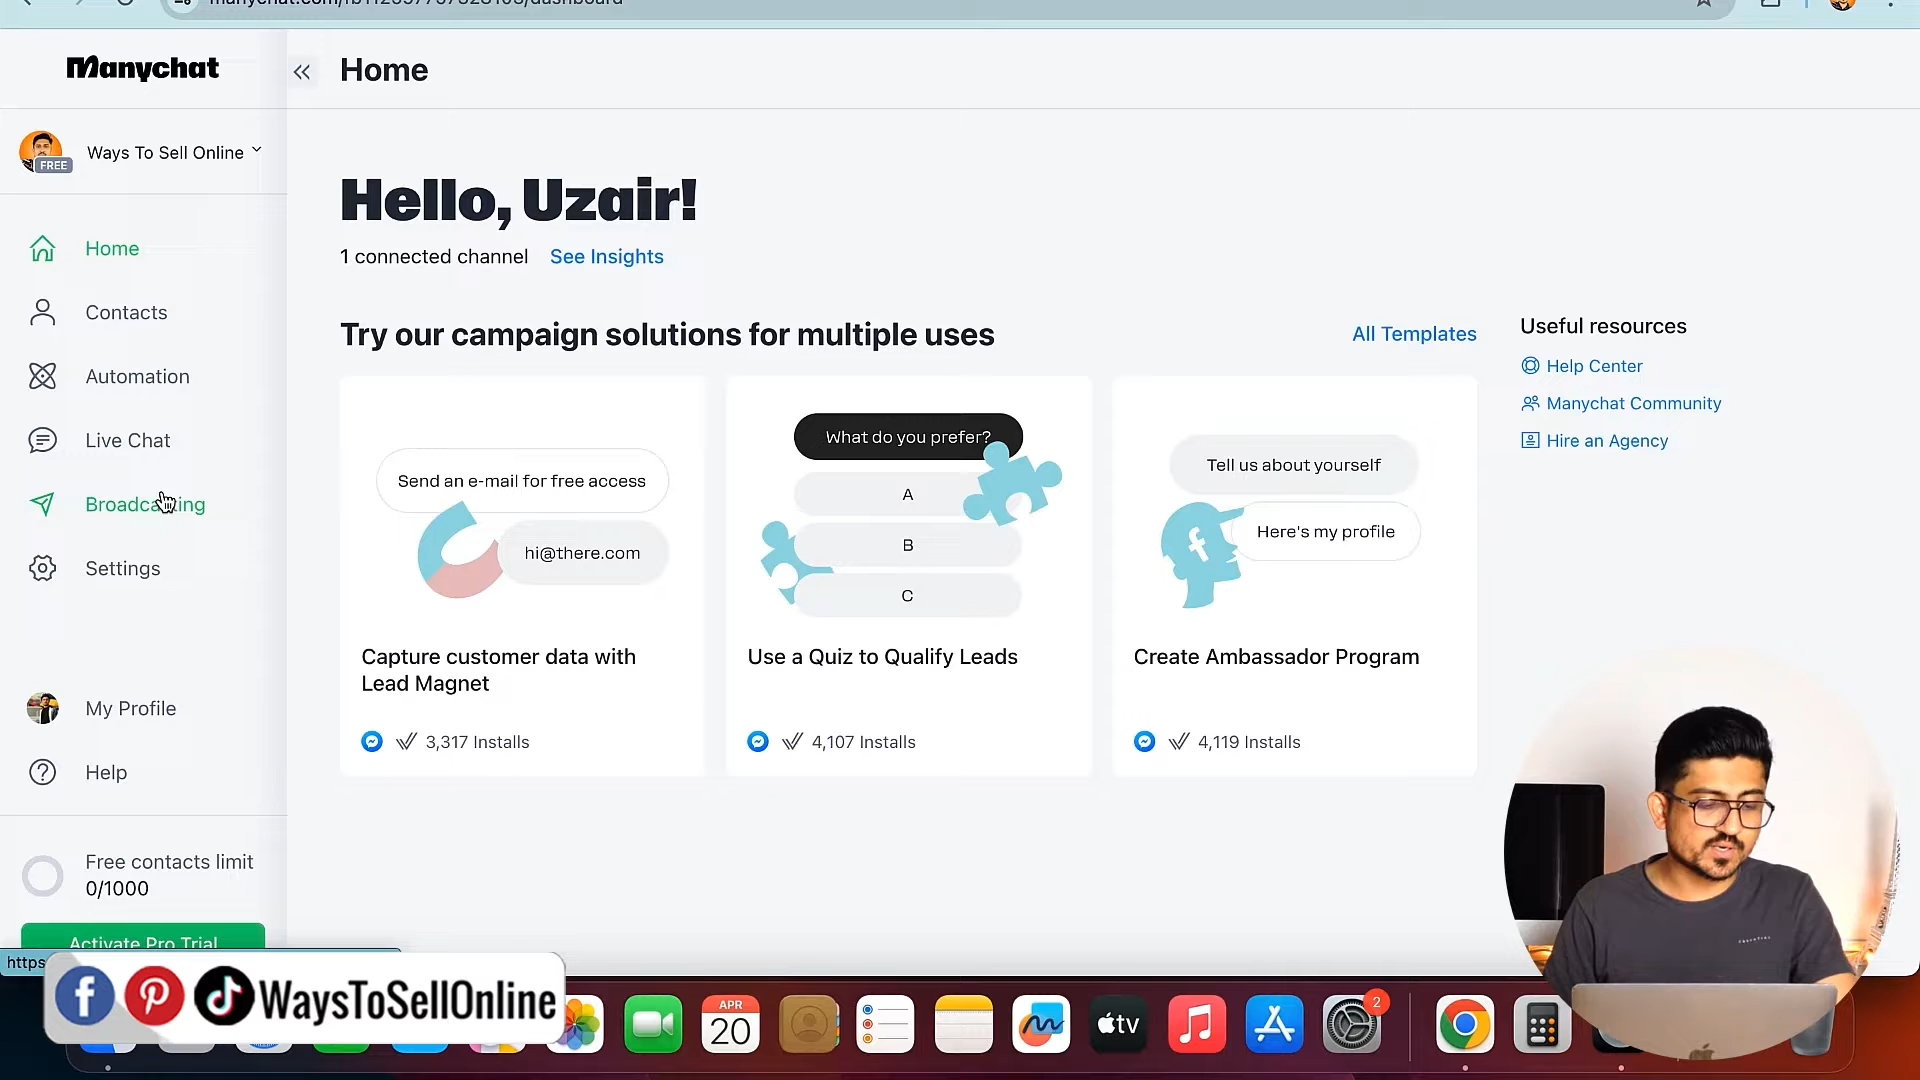 Manychat
Home
FREE
Ways To Sell Online
Home
Contacts
Automation
Live Chat
Broadcasting
Settings
My Profile
Help
Free contacts limit
0/1000
Activate Pro Trial
Hello, Uzair!
1 connected channel See Insights
Try our campaign solutions for multiple uses
All Templates
Send an e-mail for free access
hi@there.com
Capture customer data with
Lead Magnet
3,317 Installs
What do you prefer?
A
B
C
Use a Quiz to Qualify Leads
4,107 Installs
Tell us about yourself
Here's my profile
Create Ambassador Program
4,119 Installs
Useful resources
Help Center
Manychat Community
Hire an Agency
https
WaysToSellOnline
APR
20
tv
2